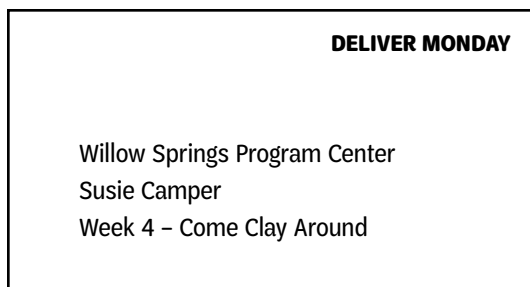 DELIVER MONDAY
Willow Springs Program Center
Susie Camper
Week 4 – Come Clay Around